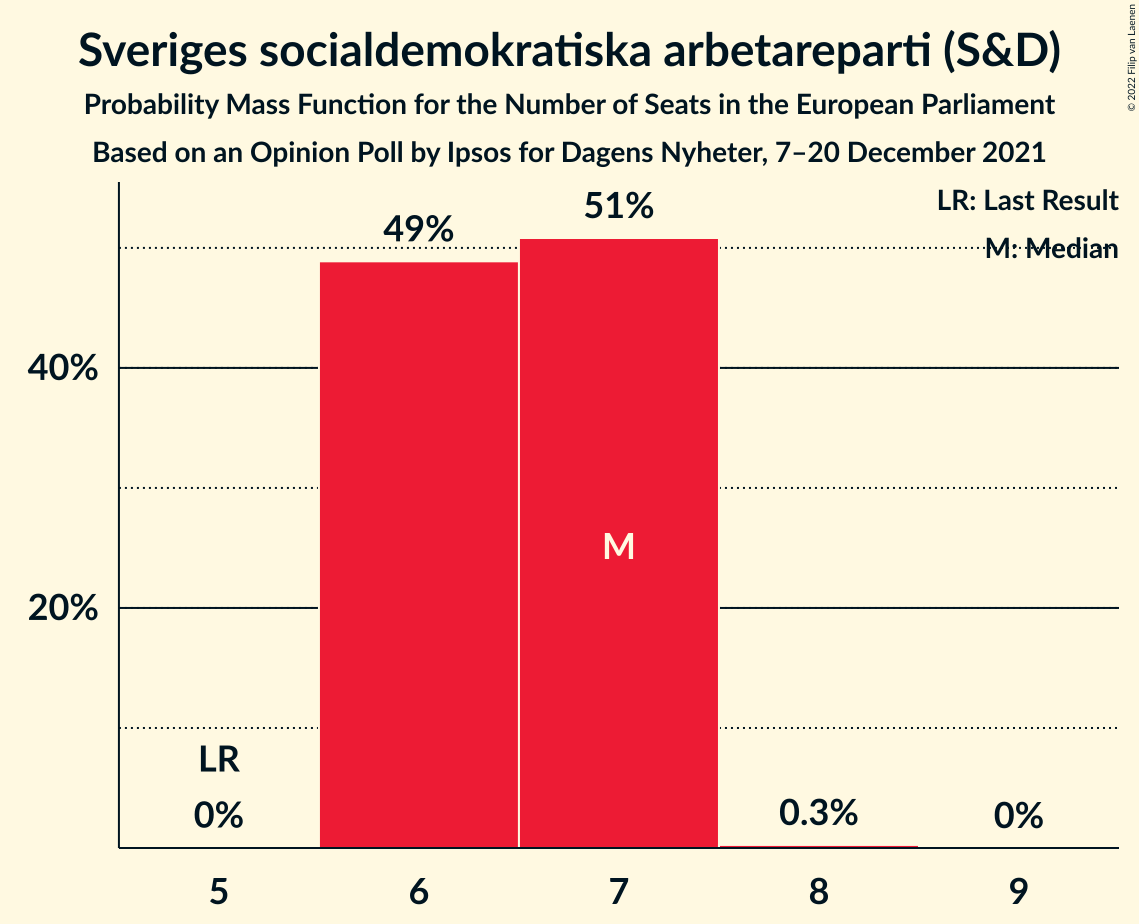 Sveriges socialdemokratiska arbetareparti (S&D)
Probability Mass Function for the Number of Seats in the European Parliament
Based on an Opinion Poll by Ipsos for Dagens Nyheter, 7–20 December 2021
© 2022 Filip van Laenen
LR: Last Result
M: Median
49%
51%
40%
20%
M
LR
0%
0.3%
0%
5 6 7 8 9